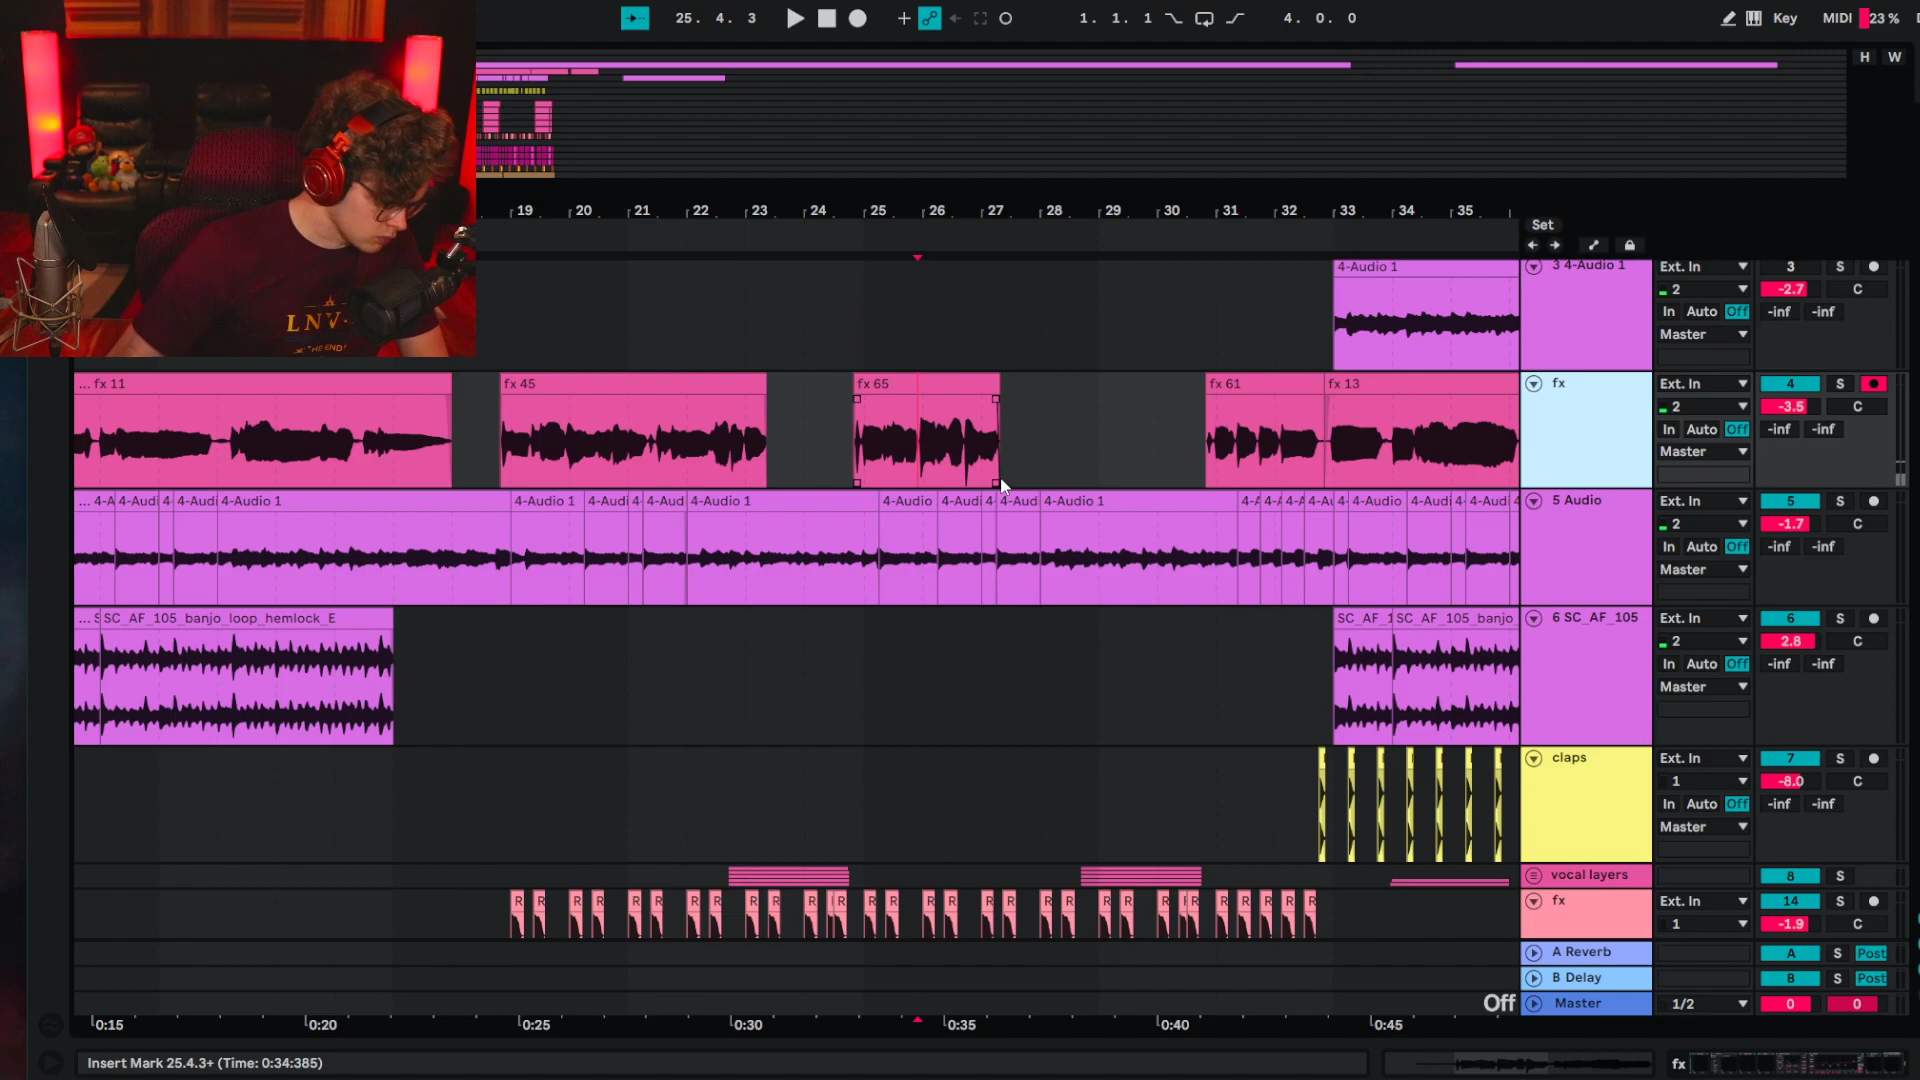 25. 4. 3
1. 1. 1
4. 0. 0
Key
MIDI
23 %
H W
LNV
THE END
19 20 21 22 23 24 25 26 27 28 29 30 31 32 33 34 35
Set
4-Audio 1
3 4-Audio 1
Ext. In 3 S
2 -2.7 C
In Auto Off -inf -inf
Master
... fx 11 fx 45 fx 65 fx 61 fx 13
fx
Ext. In 4 S
2 -3.5 C
In Auto Off -inf -inf
Master
... 4-A 4-Audi 4- 4-Audi 4-Audio 1 4-Audio 1 4-Audi 4- 4-Aud 4-Audio 1 4-Audio 4-Audi 4- 4-Aud 4-Audio 1 4-A 4-A 4-A 4-Au 4- 4-Audio 4-Audi 4- 4-Audi 4
5 Audio
Ext. In 5 S
2 -1.7 C
In Auto Off -inf -inf
Master
... S SC_AF_105_banjo_loop_hemlock_E SC_AF_1 SC_AF_105_banjo_
6 SC_AF_105
Ext. In 6 S
2 2.8 C
In Auto Off -inf -inf
Master
claps
Ext. In 7 S
1 -8.0 C
In Auto Off -inf -inf
Master
vocal layers 8 S
R R R R R R R R R R R R R R R R R R R R R R R R R R R R R
fx
Ext. In 14 S
1 -1.9 C
A Reverb A S Post
B Delay B S Post
Off Master 1/2 0 0
0:15 0:20 0:25 0:30 0:35 0:40 0:45
Insert Mark 25.4.3+ (Time: 0:34:385)
fx